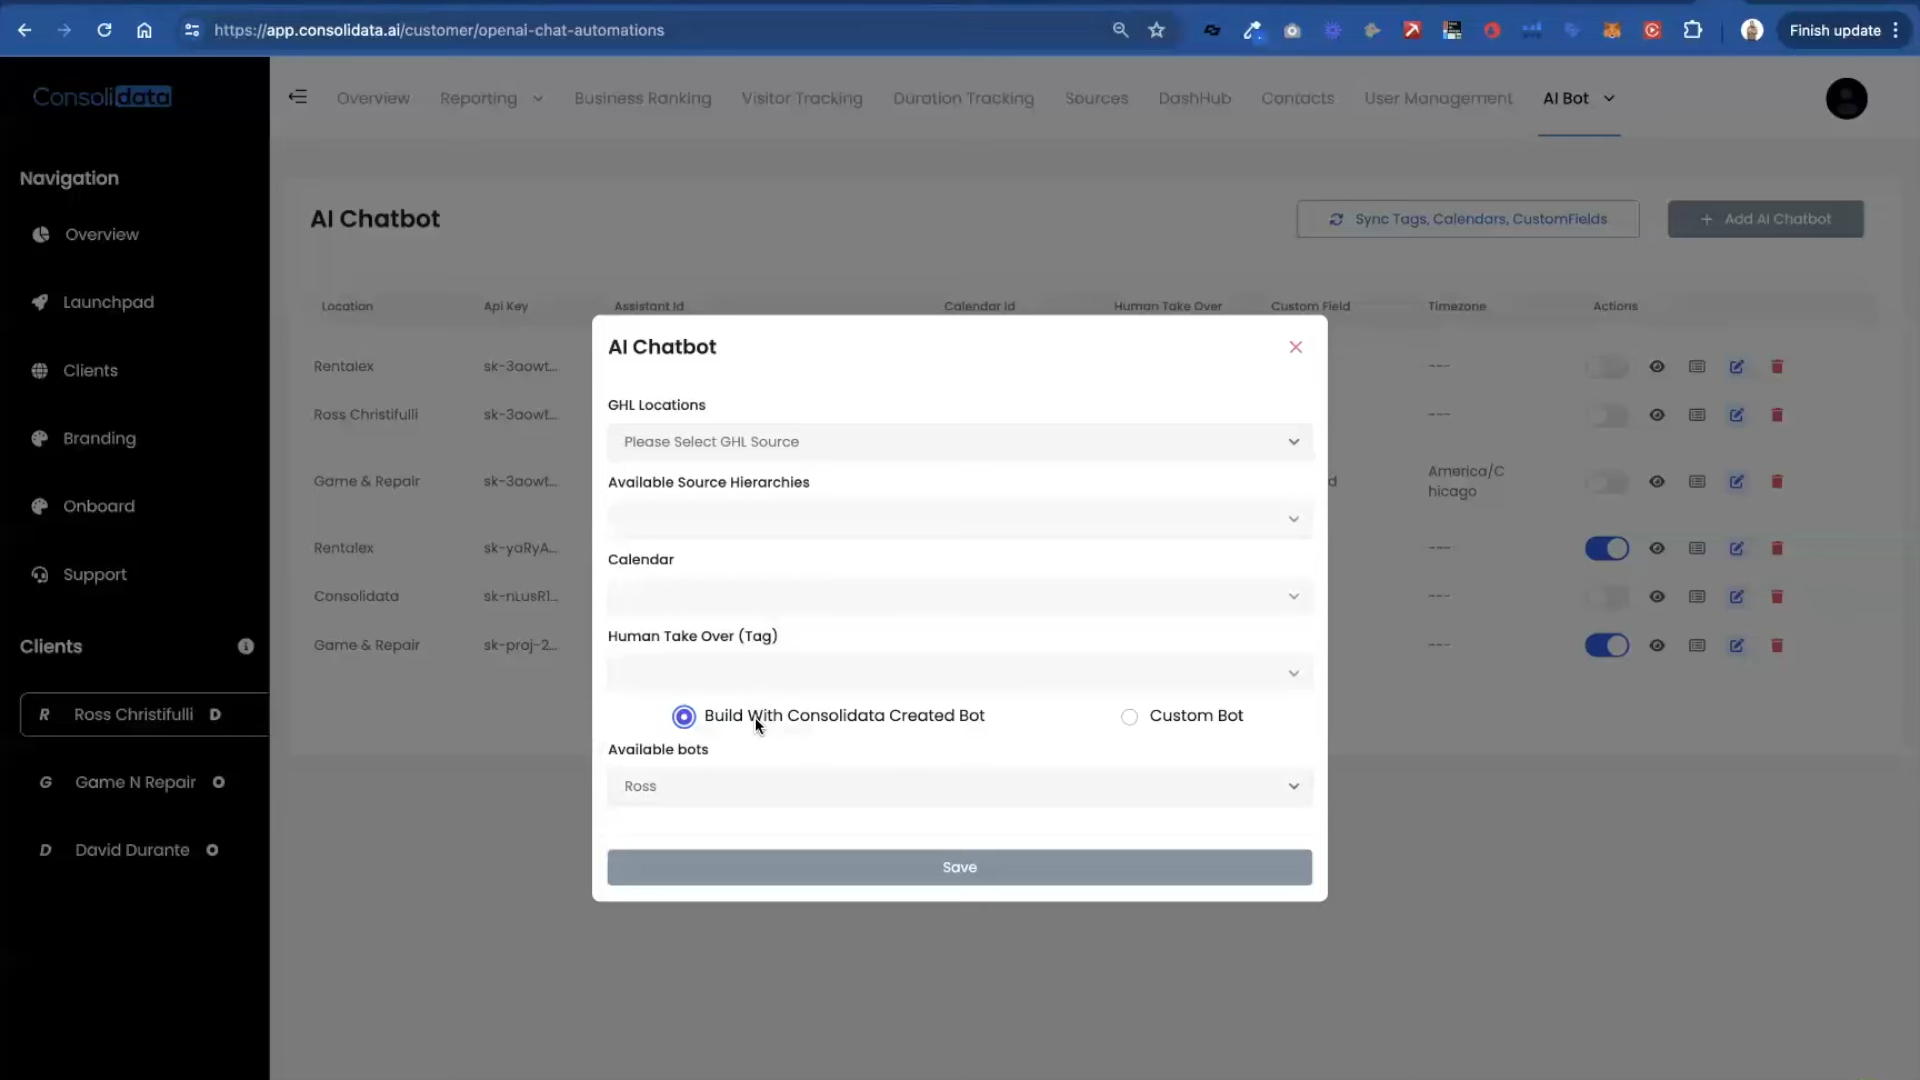 https://app.consolidata.ai/customer/openai-chat-automations
Finish update
Consolidata
Overview Reporting Business Ranking Visitor Tracking Duration Tracking Sources DashHub Contacts User Management AI Bot
Navigation
Overview
Launchpad
Clients
Branding
Onboard
Support
Clients
R Ross Christifulli D
G Game N Repair O
D David Durante O
AI Chatbot
Sync Tags, Calendars, CustomFields
+ Add AI Chatbot
Location Api Key Assistant Id Calendar Id Human Take Over Custom Field Timezone Actions
Rentalex sk-3aowt... ---
Ross Christifulli sk-3aowt... ---
Game & Repair sk-3aowt... d America/C
hicago
Rentalex sk-yaRyA... ---
Consolidata sk-nLusR1... ---
Game & Repair sk-proj-2... ---
AI Chatbot
GHL Locations
Please Select GHL Source
Available Source Hierarchies
Calendar
Human Take Over (Tag)
Build With Consolidata Created Bot
Custom Bot
Available bots
Ross
Save